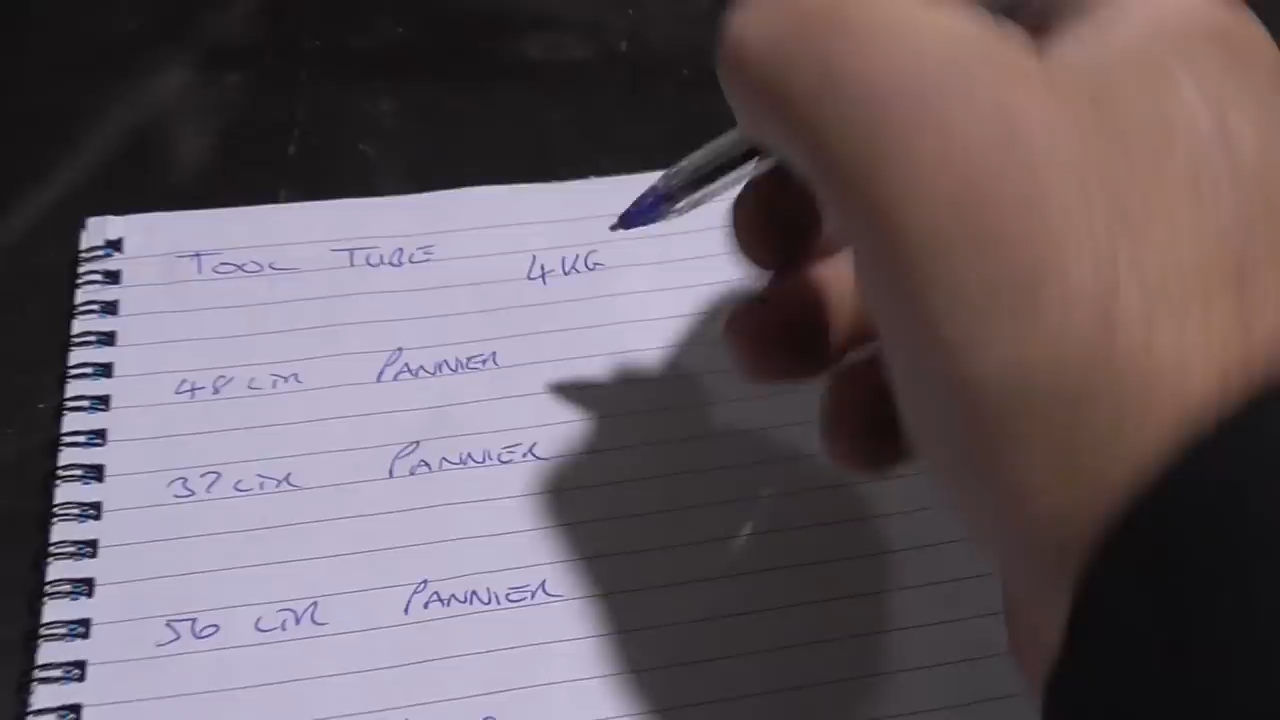 TOOL TUBE 4KG
48 LTR PANNIER
37 LTR PANNIER
56 LTR PANNIER